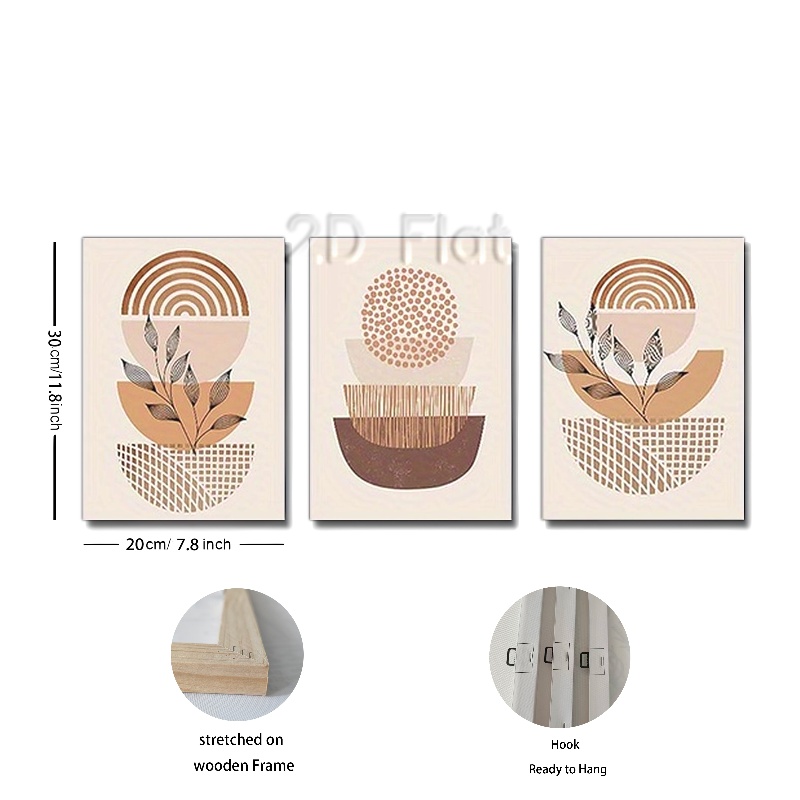 2D Flat
30cm/11.8inch
20cm/ 7.8 inch
stretched on
wooden Frame
Hook
Ready to Hang